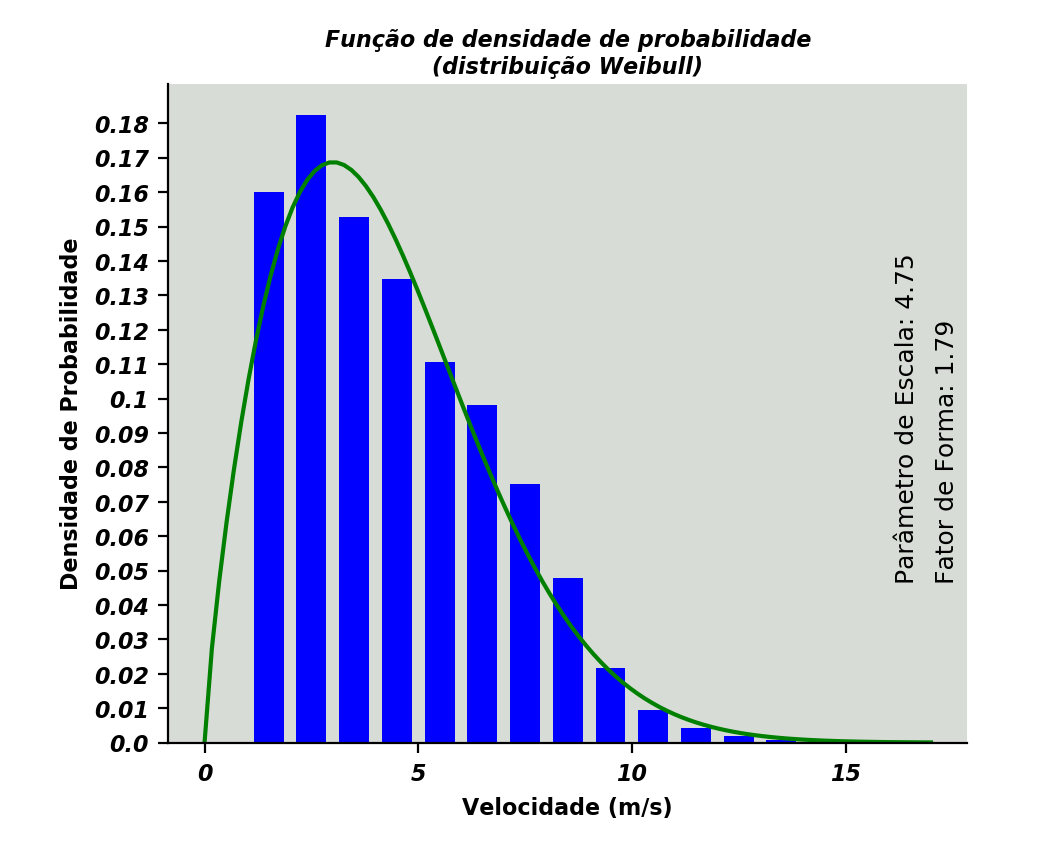 Função de densidade de probabilidade
(distribuição Weibull)
Densidade de Probabilidade
0.18
0.17
0.16
0.15
0.14
0.13
0.12
0.11
0.1
0.09
0.08
0.07
0.06
0.05
0.04
0.03
0.02
0.01
0.0
Parâmetro de Escala: 4.75
Fator de Forma: 1.79
0 5 10 15
Velocidade (m/s)